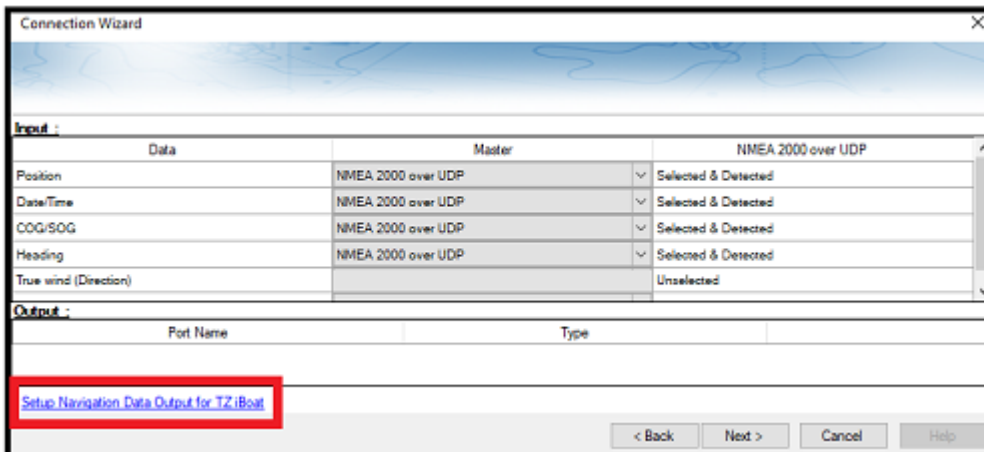 Connection Wizard
Input :
Data Master NMEA 2000 over UDP
Position NMEA 2000 over UDP Selected & Detected
Date/Time NMEA 2000 over UDP Selected & Detected
COG/SOG NMEA 2000 over UDP Selected & Detected
Heading NMEA 2000 over UDP Selected & Detected
True wind (Direction) Unselected
Output :
Port Name Type
Setup Navigation Data Output for TZ iBoat
< Back Next > Cancel Help